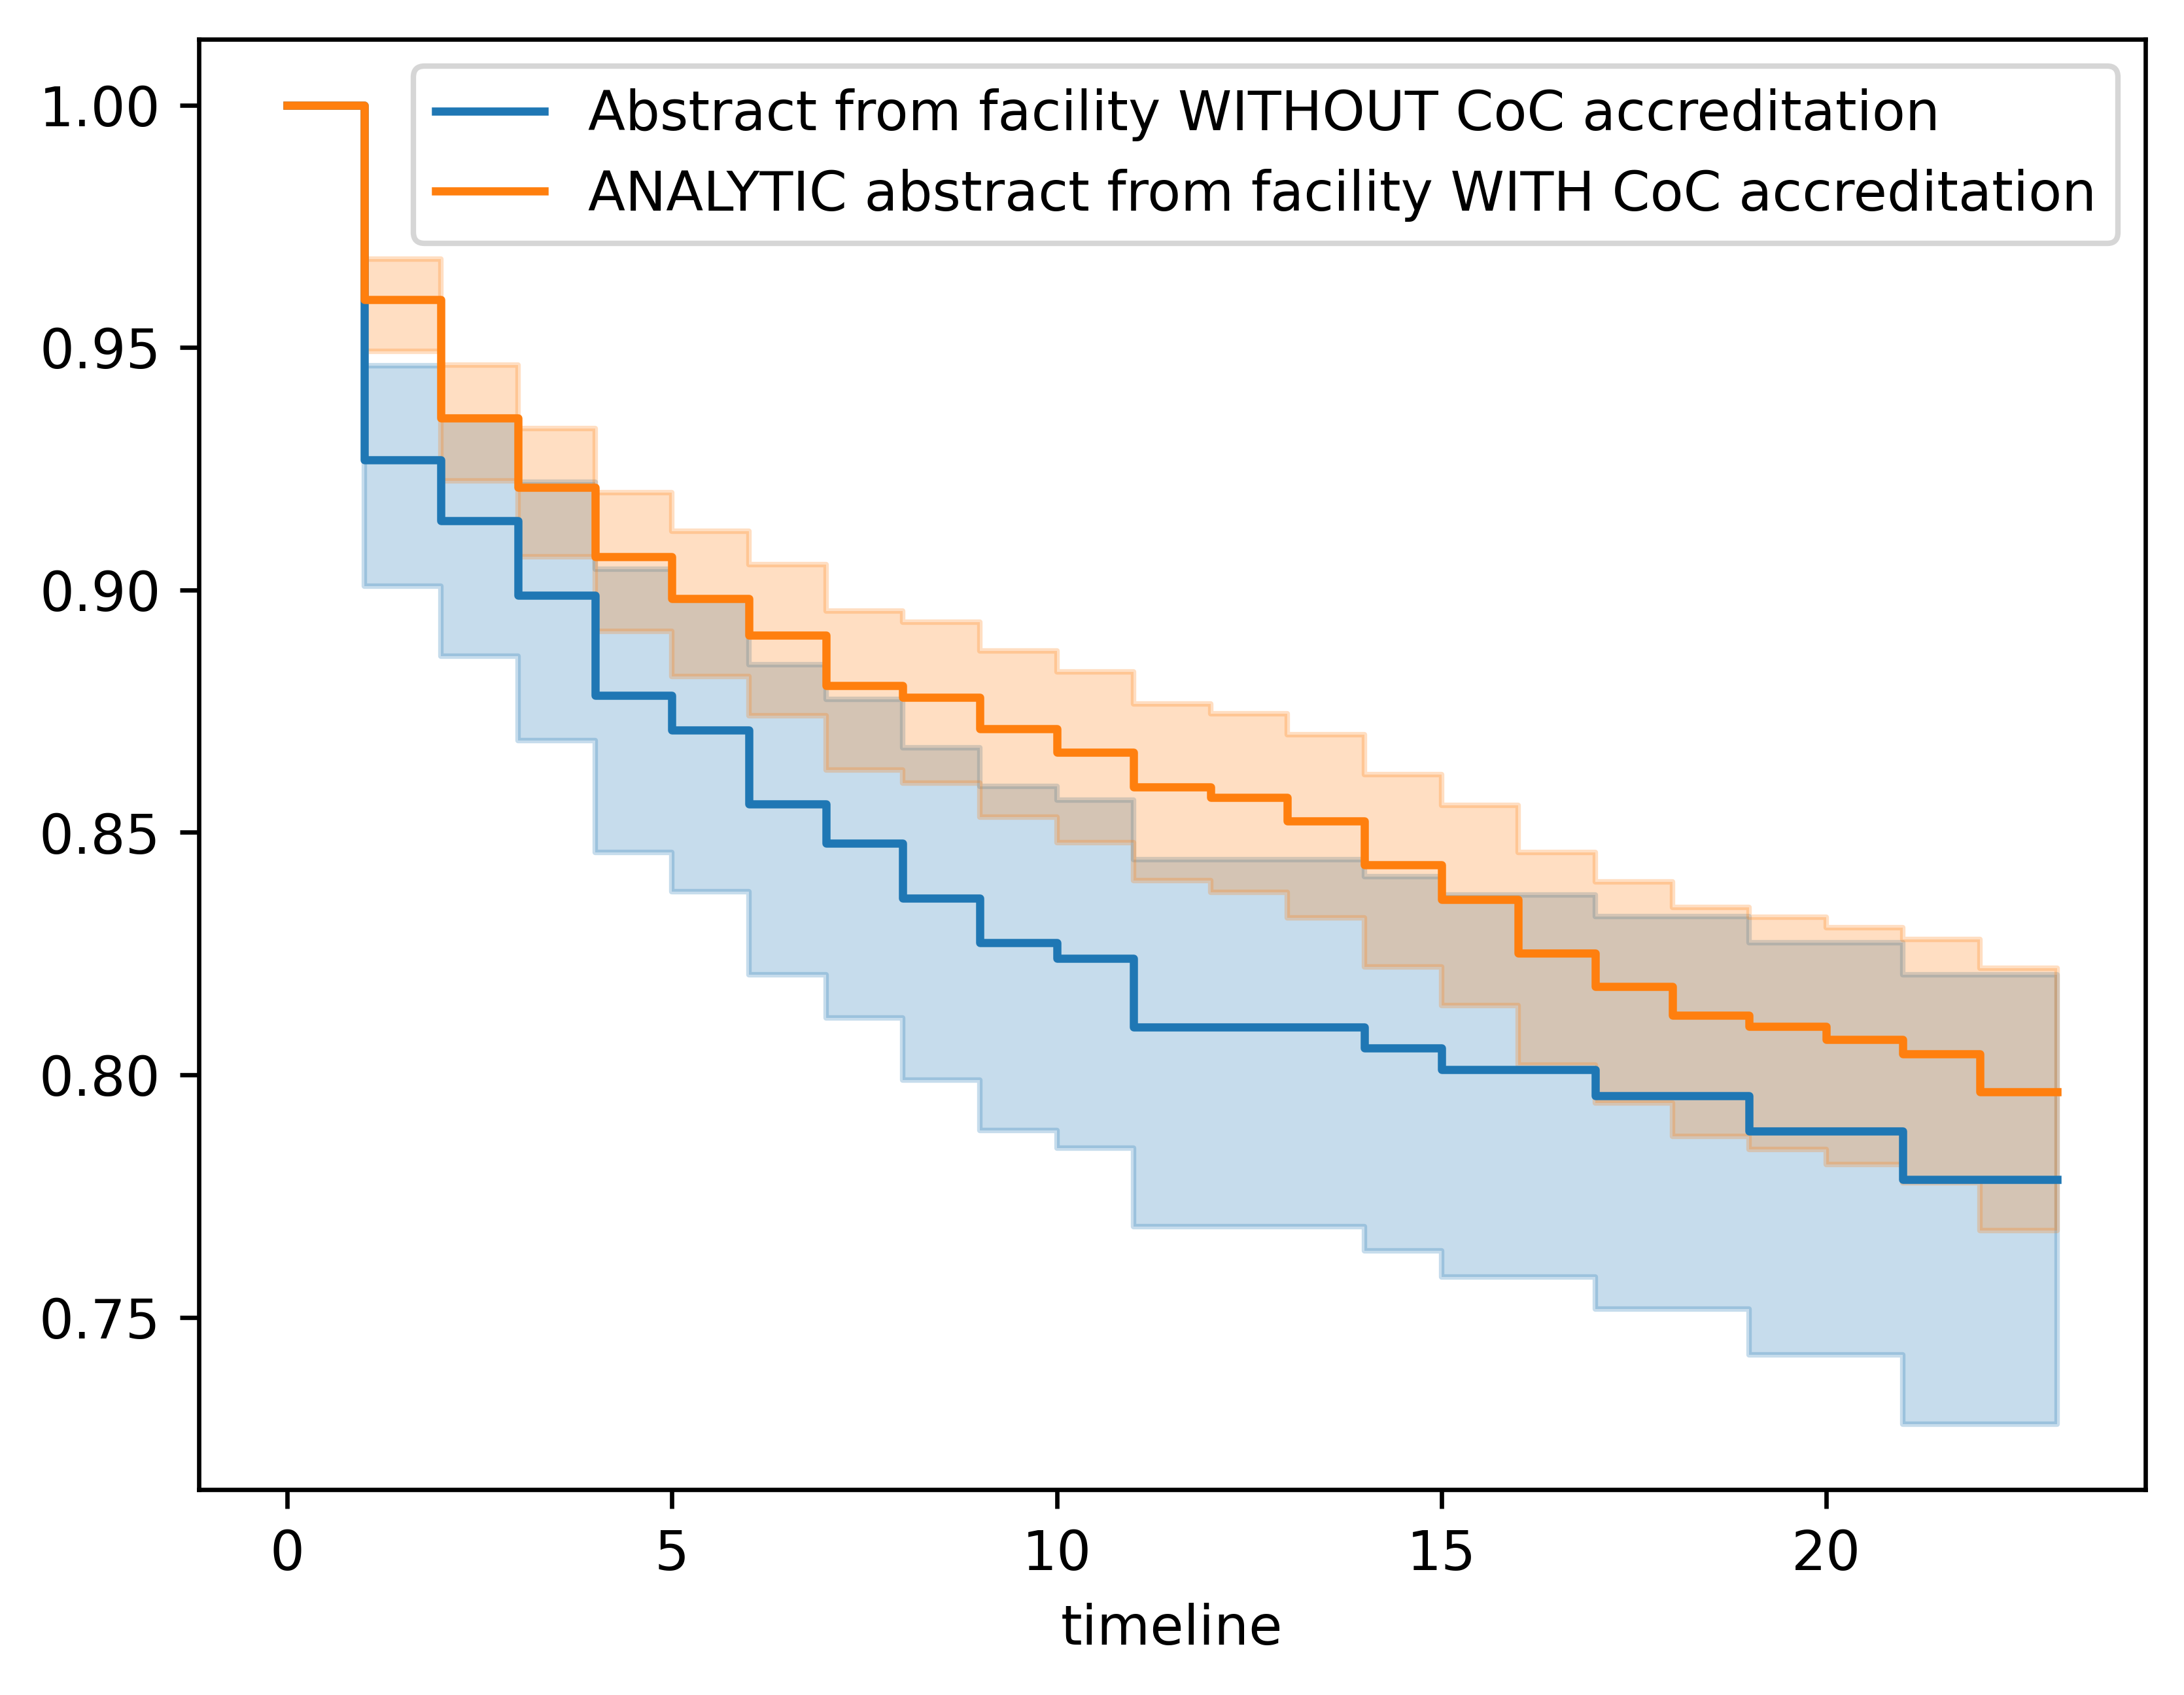 Abstract from facility WITHOUT CoC accreditation
ANALYTIC abstract from facility WITH CoC accreditation
1.00
0.95
0.90
0.85
0.80
0.75
0 5 10 15 20
timeline